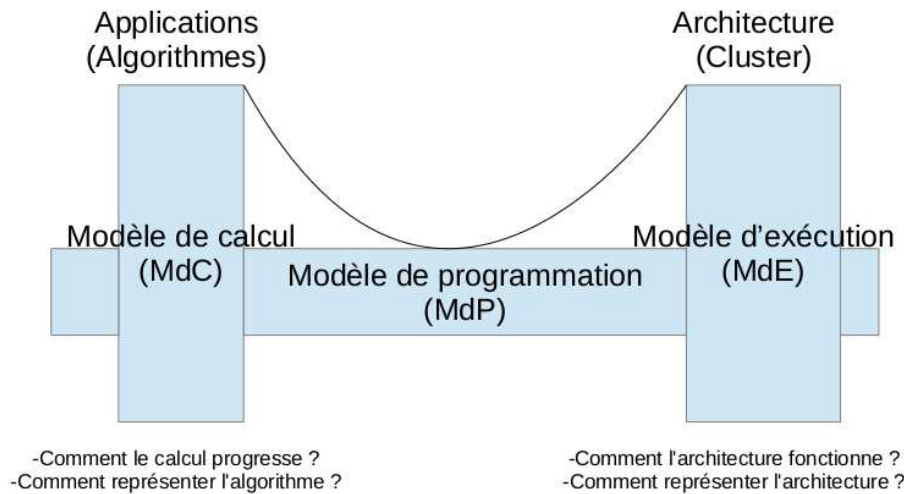 Applications
(Algorithmes)
Architecture
(Cluster)
Modèle de calcul
(MdC)
Modèle de programmation
(MdP)
Modèle d’exécution
(MdE)
-Comment le calcul progresse ?
-Comment représenter l'algorithme ?
-Comment l'architecture fonctionne ?
-Comment représenter l'architecture ?